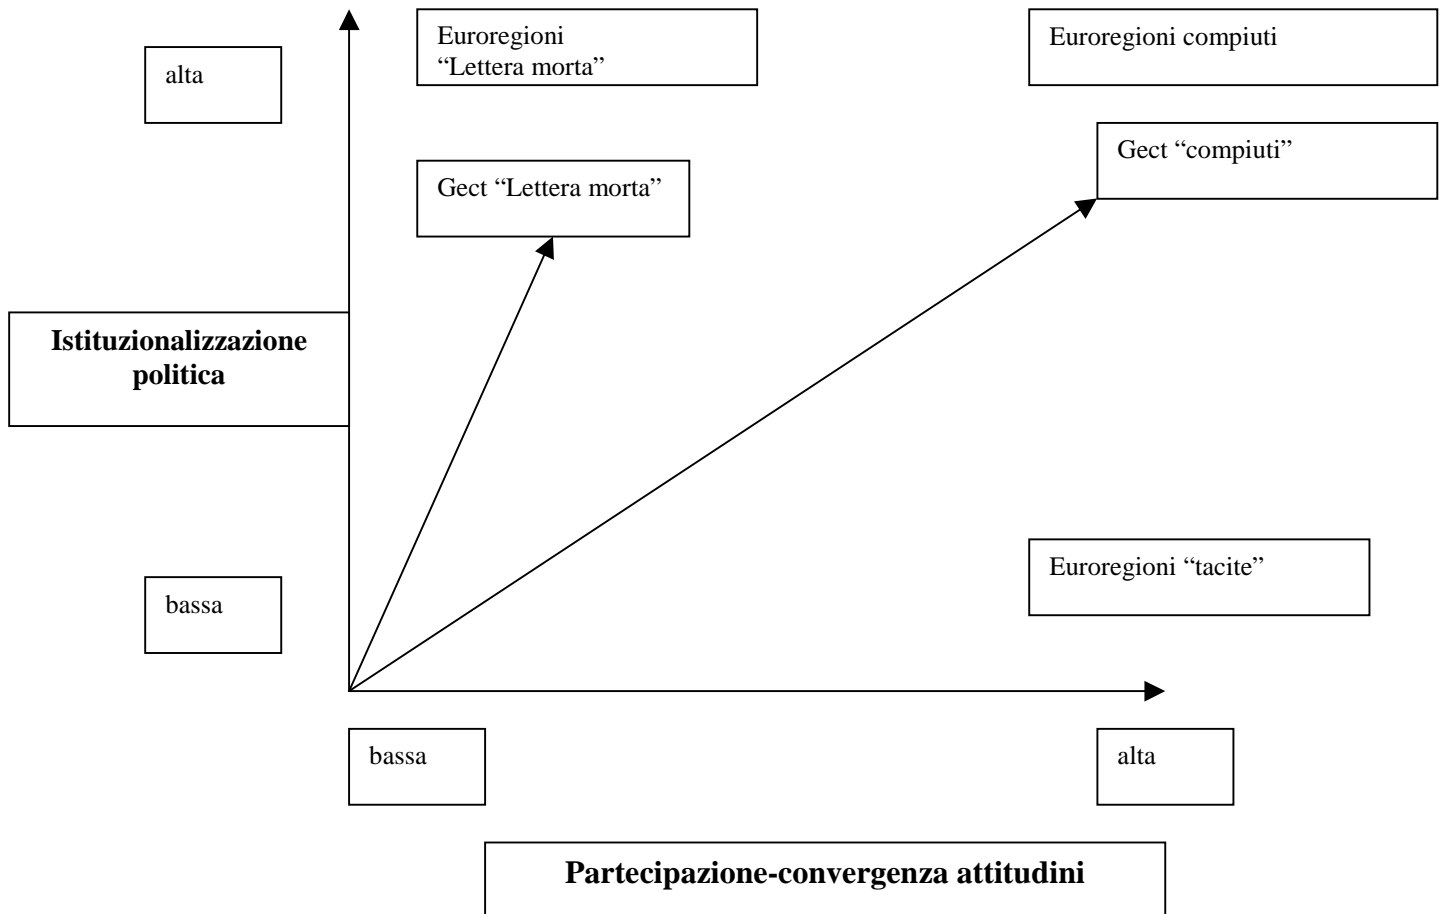 Euroregioni
“Lettera morta”
Euroregioni compiuti
alta
Gect “compiuti”
Gect “Lettera morta”
Istituzionalizzazione
politica
Euroregioni “tacite”
bassa
bassa
alta
Partecipazione-convergenza attitudini